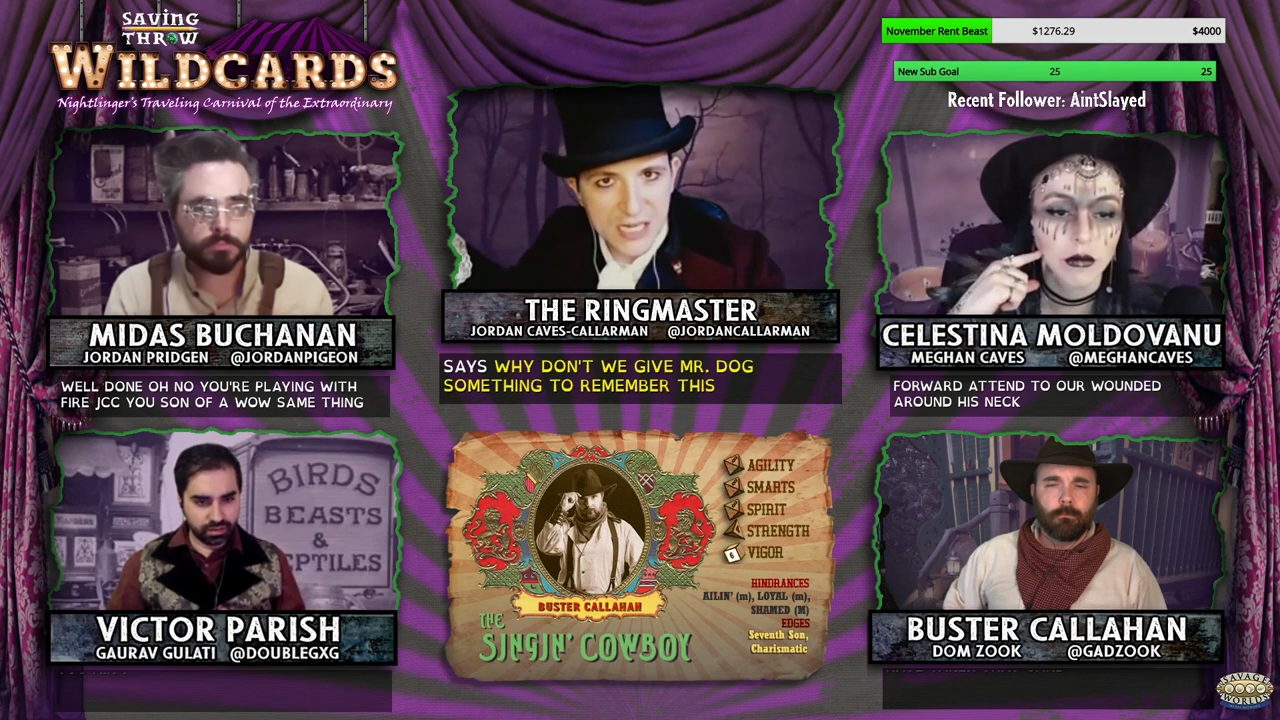 SAVING
THROW
WILDCARDS
Nightlinger's Traveling Carnival of the Extraordinary
November Rent Beast $1276.29 $4000
New Sub Goal 25 25
Recent Follower: AintSlayed
MIDAS BUCHANAN
JORDAN PRIDGEN @JORDANPIGEON
WELL DONE OH NO YOU'RE PLAYING WITH
FIRE JCC YOU SON OF A WOW SAME THING
THE RINGMASTER
JORDAN CAVES-CALLARMAN @JORDANCALLARMAN
SAYS WHY DON'T WE GIVE MR. DOG
SOMETHING TO REMEMBER THIS
CELESTINA MOLDOVANU
MEGHAN CAVES @MEGHANCAVES
FORWARD ATTEND TO OUR WOUNDED
AROUND HIS NECK
BIRDS
BEASTS
&
EPTILES
VICTOR PARISH
GAURAV GULATI @DOUBLEGXG
BUSTER CALLAHAN
THE
SINGIN' COWBOY
AGILITY
SMARTS
SPIRIT
STRENGTH
6 VIGOR
HINDRANCES
AILIN' (m), LOYAL (m),
SHAMED (M)
EDGES
Seventh Son,
Charismatic
BUSTER CALLAHAN
DOM ZOOK @GADZOOK
SAVAGE
WORLDS